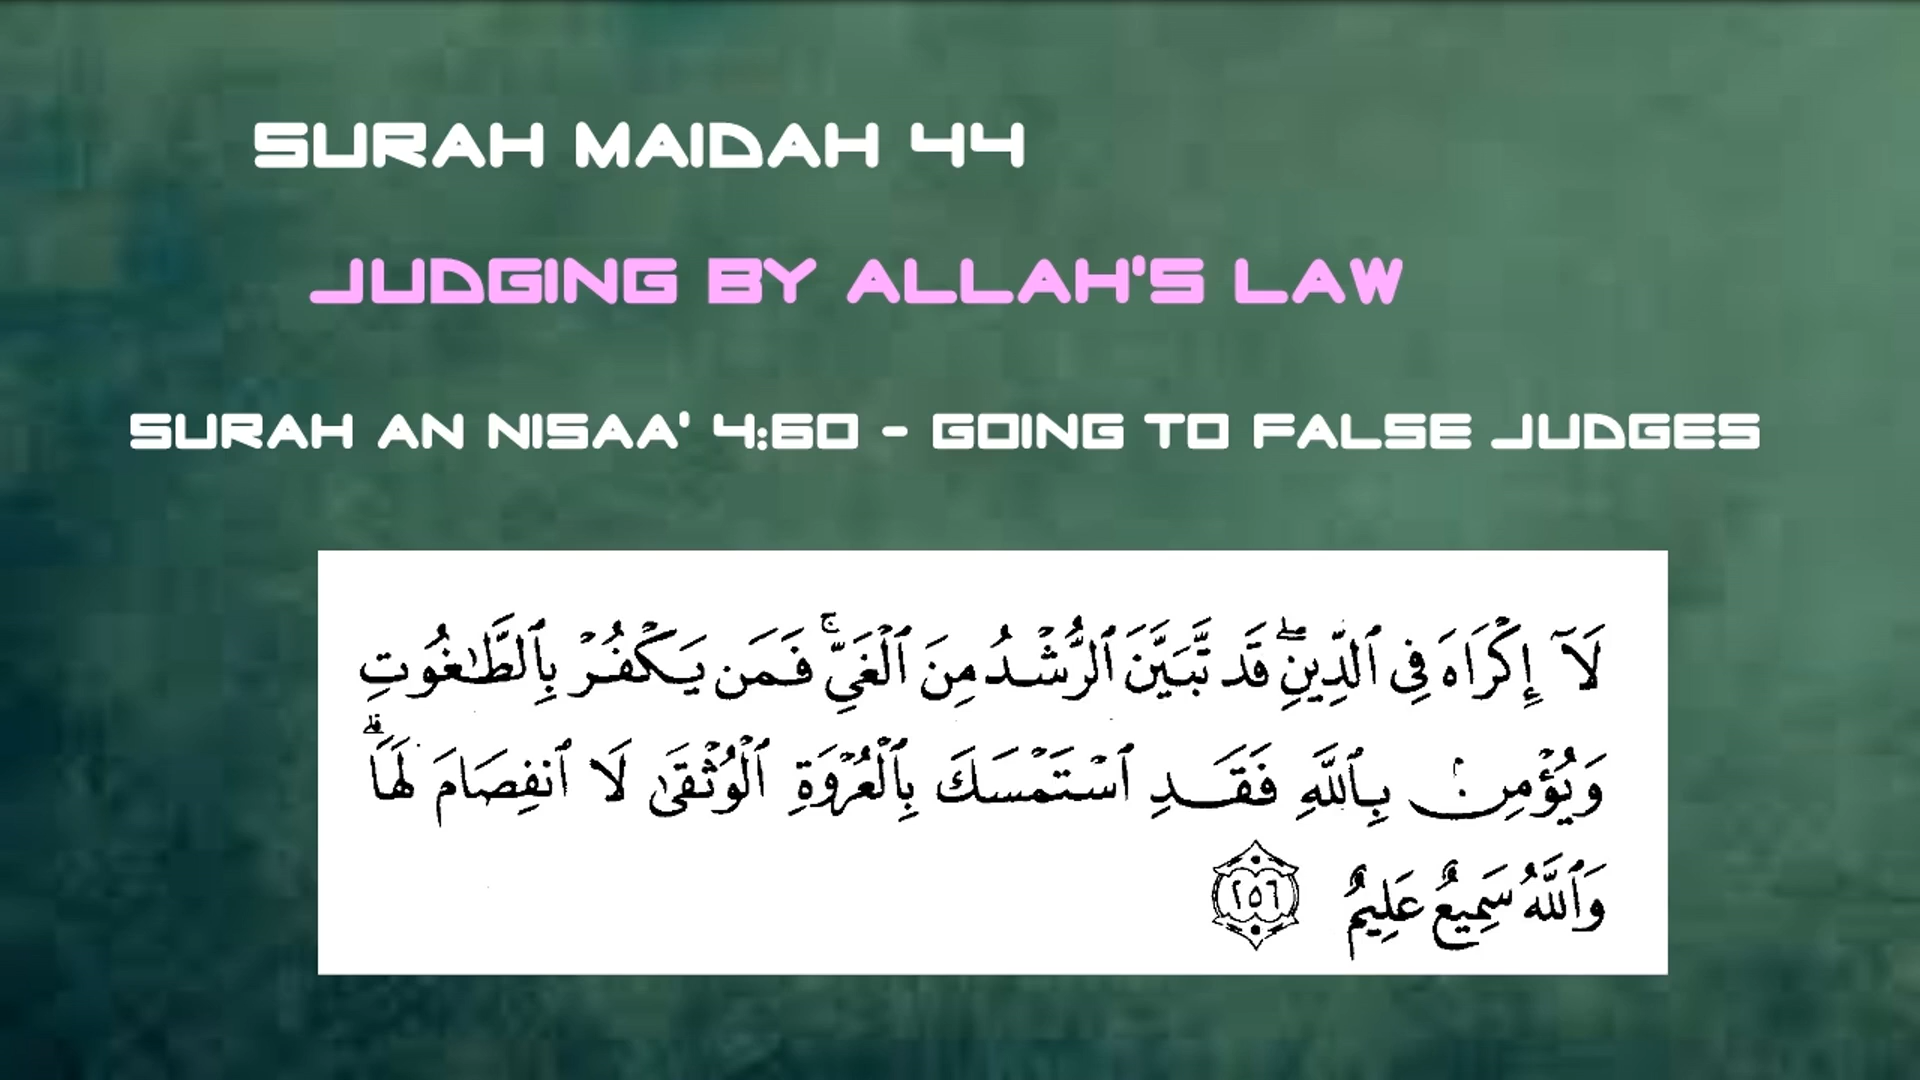 SURAH MAIDAH 44
JUDGING BY ALLAH'S LAW
SURAH AN NISAA' 4:60 - GOING TO FALSE JUDGES
لَآ إِكْرَاهَ فِى ٱلدِّينِ ۖ قَد تَّبَيَّنَ ٱلرُّشْدُ مِنَ ٱلْغَىِّ ۚ فَمَن يَكْفُرْ بِٱلطَّـٰغُوتِ
وَيُؤْمِنۢ بِٱللَّهِ فَقَدِ ٱسْتَمْسَكَ بِٱلْعُرْوَةِ ٱلْوُثْقَىٰ لَا ٱنفِصَامَ لَهَا ۗ
وَٱللَّهُ سَمِيعٌ عَلِيمٌ ٢٥٦